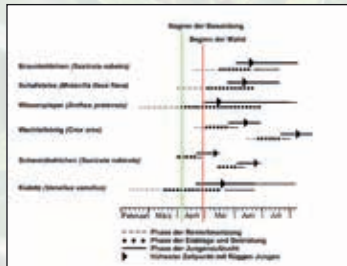 Beginn der Beweidung
Beginn der Mahd
Braunkehlchen (Saxicola rubetra)
Schafstelze (Motacilla flava flava)
Wiesenpieper (Anthus pratensis)
Wachtelkönig (Crex crex)
Schwarzkehlchen (Saxicola rubicola)
Kiebitz (Vanellus vanellus)
Februar März April Mai Juni Juli
Phase der Revierbesetzung
Phase der Eiablage und Bebrütung
Phase der Jungenaufzucht
frühester Zeitpunkt mit flüggen Jungen